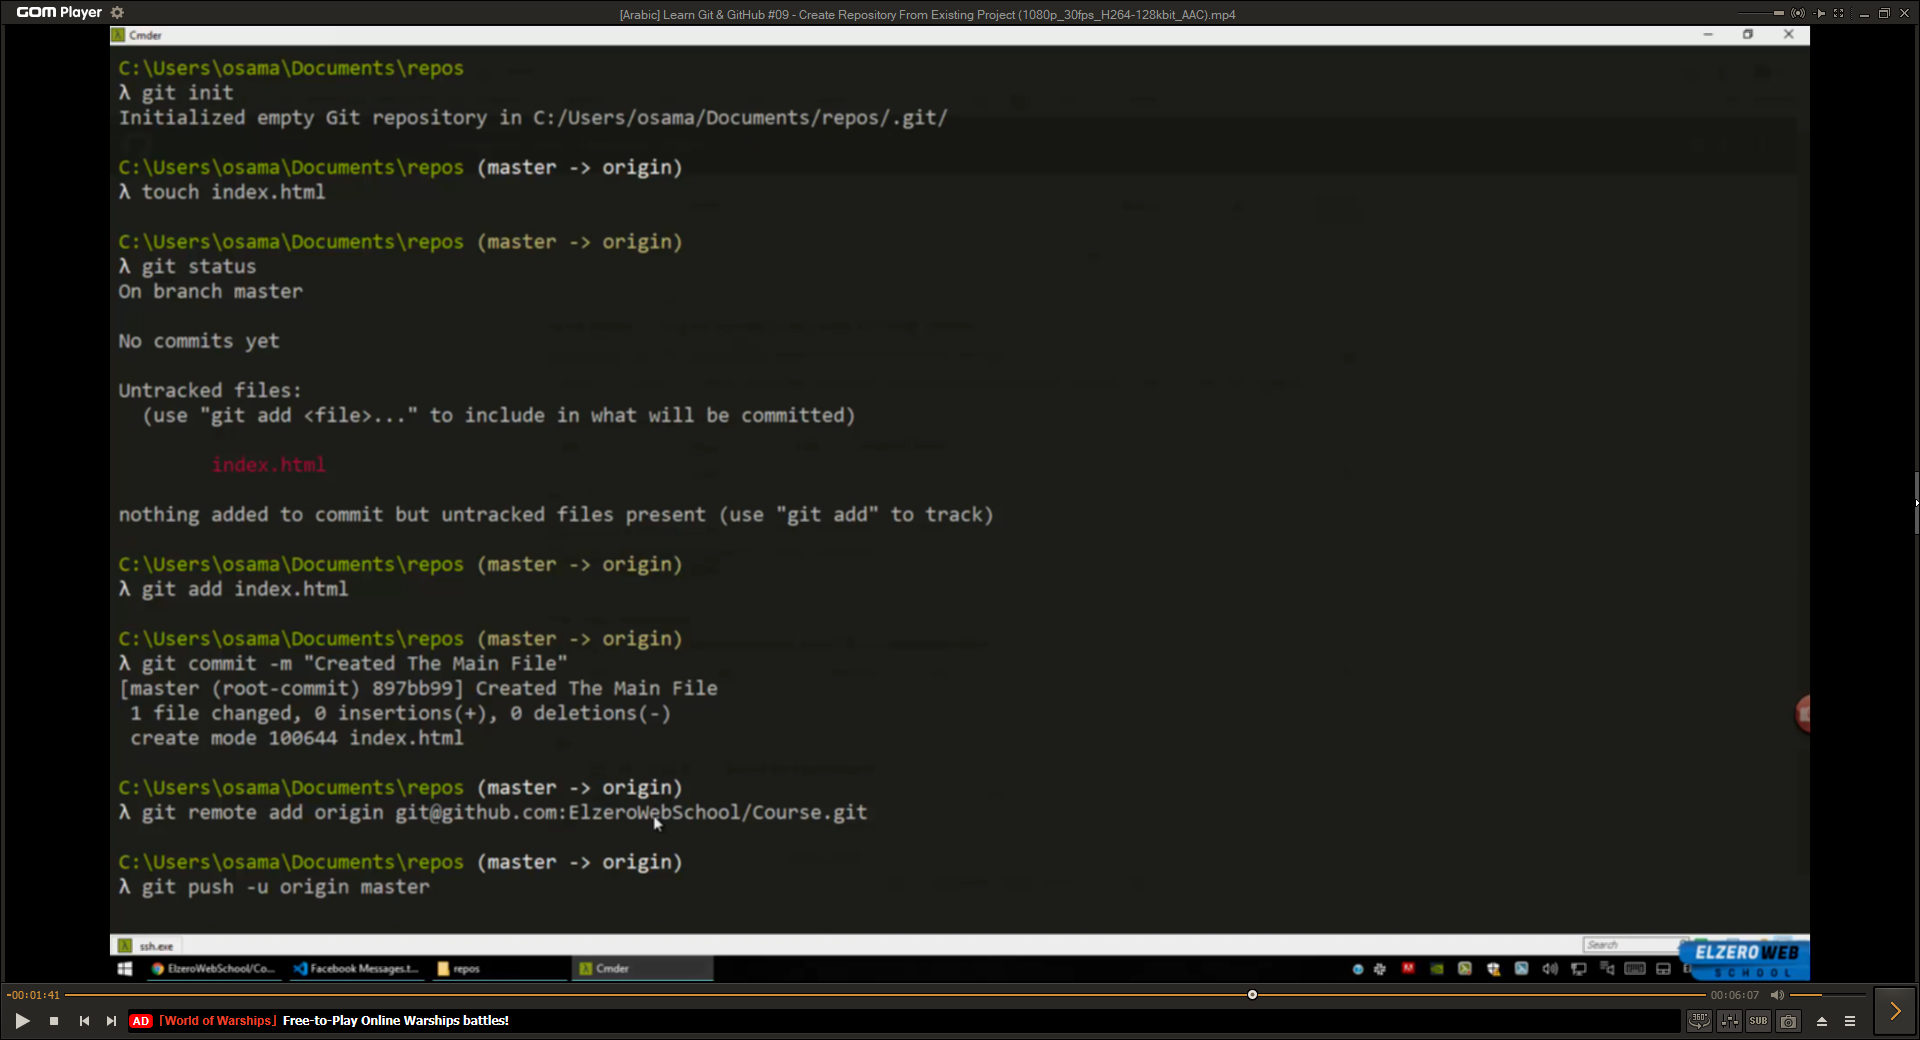 GOM Player
[Arabic] Learn Git & GitHub #09 - Create Repository From Existing Project (1080p_30fps_H264-128kbit_AAC).mp4
Cmder
C:\Users\osama\Documents\repos
λ git init
Initialized empty Git repository in C:/Users/osama/Documents/repos/.git/
C:\Users\osama\Documents\repos (master -> origin)
λ touch index.html
C:\Users\osama\Documents\repos (master -> origin)
λ git status
On branch master
No commits yet
Untracked files:
(use "git add <file>..." to include in what will be committed)
index.html
nothing added to commit but untracked files present (use "git add" to track)
C:\Users\osama\Documents\repos (master -> origin)
λ git add index.html
C:\Users\osama\Documents\repos (master -> origin)
λ git commit -m "Created The Main File"
[master (root-commit) 897bb99] Created The Main File
1 file changed, 0 insertions(+), 0 deletions(-)
create mode 100644 index.html
C:\Users\osama\Documents\repos (master -> origin)
λ git remote add origin git@github.com:ElzeroWebSchool/Course.git
C:\Users\osama\Documents\repos (master -> origin)
λ git push -u origin master
ssh.exe
Search
ELZERO WEB
SCHOOL
ElzeroWebSchool/Co...
Facebook Messages.t...
repos
Cmder
-00:01:41
00:06:07
AD [World of Warships] Free-to-Play Online Warships battles!
360°
SUB